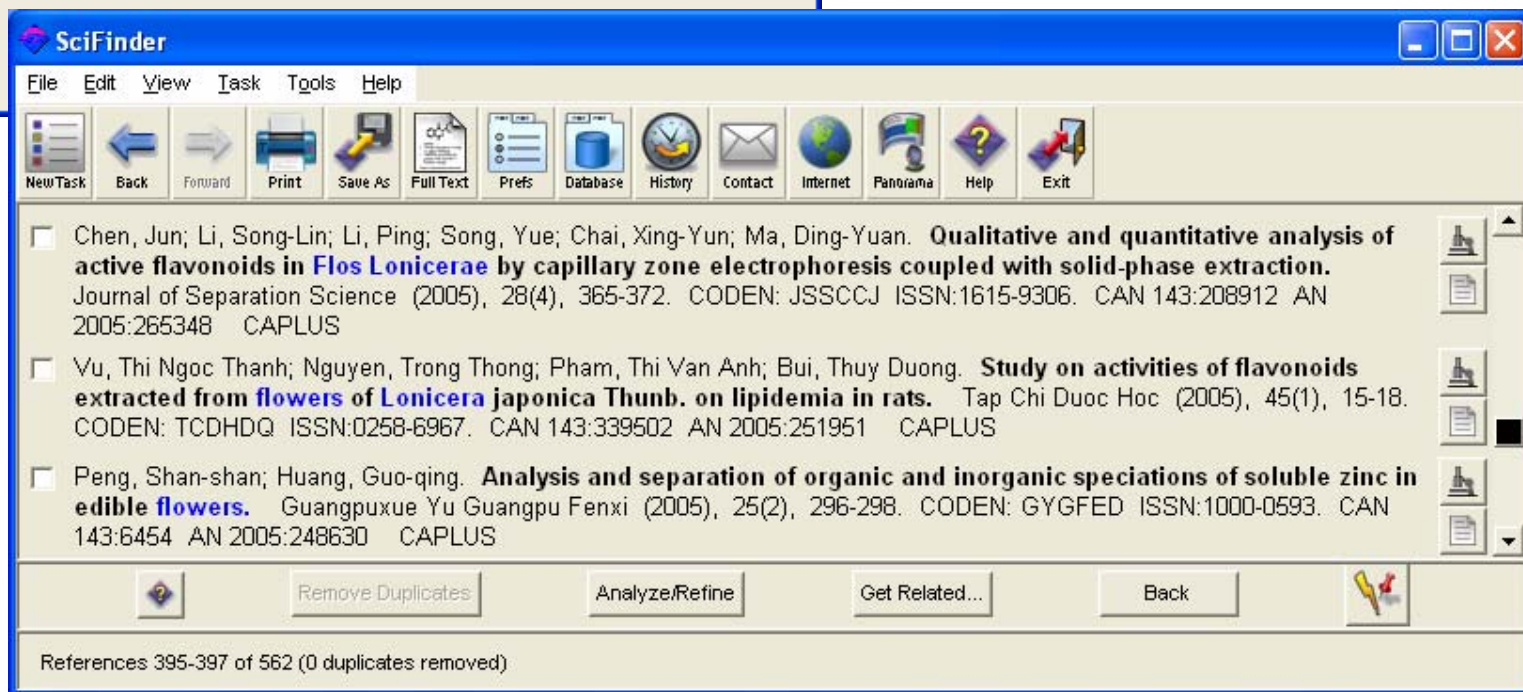 SciFinder
File Edit View Task Tools Help
New Task Back Forward Print Save As Full Text Prefs Database History Contact Internet Panorama Help Exit
Chen, Jun; Li, Song-Lin; Li, Ping; Song, Yue; Chai, Xing-Yun; Ma, Ding-Yuan. Qualitative and quantitative analysis of
active flavonoids in Flos Lonicerae by capillary zone electrophoresis coupled with solid-phase extraction.
Journal of Separation Science (2005), 28(4), 365-372. CODEN: JSSCCJ ISSN:1615-9306. CAN 143:208912 AN
2005:265348 CAPLUS
Vu, Thi Ngoc Thanh; Nguyen, Trong Thong; Pham, Thi Van Anh; Bui, Thuy Duong. Study on activities of flavonoids
extracted from flowers of Lonicera japonica Thunb. on lipidemia in rats. Tap Chi Duoc Hoc (2005), 45(1), 15-18.
CODEN: TCDHDQ ISSN:0258-6967. CAN 143:339502 AN 2005:251951 CAPLUS
Peng, Shan-shan; Huang, Guo-qing. Analysis and separation of organic and inorganic speciations of soluble zinc in
edible flowers. Guangpuxue Yu Guangpu Fenxi (2005), 25(2), 296-298. CODEN: GYGFED ISSN:1000-0593. CAN
143:6454 AN 2005:248630 CAPLUS
Remove Duplicates Analyze/Refine Get Related... Back
References 395-397 of 562 (0 duplicates removed)